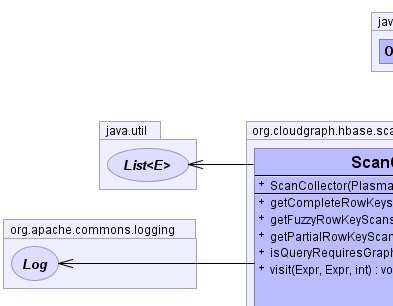 jav
O
java.util
List<E>
org.cloudgraph.hbase.sca
ScanC
+ ScanCollector(Plasma
+ getCompleteRowKeys
+ getFuzzyRowKeyScans
+ getPartialRowKeyScan
+ isQueryRequiresGraph
+ visit(Expr, Expr, int) : vo
org.apache.commons.logging
Log